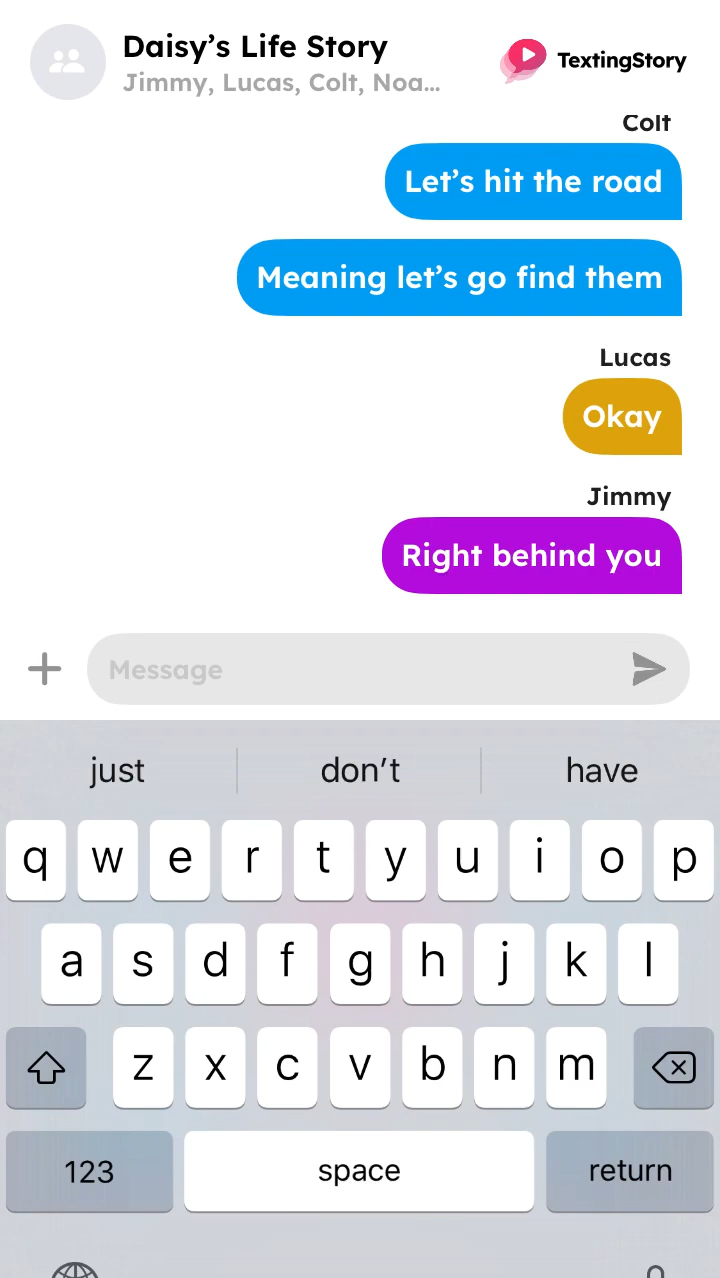 Daisy’s Life Story
Jimmy, Lucas, Colt, Noa...
TextingStory
Colt
Let’s hit the road
Meaning let’s go find them
Lucas
Okay
Jimmy
Right behind you
Message
just don’t have
q w e r t y u i o p
a s d f g h j k l
z x c v b n m
123 space return